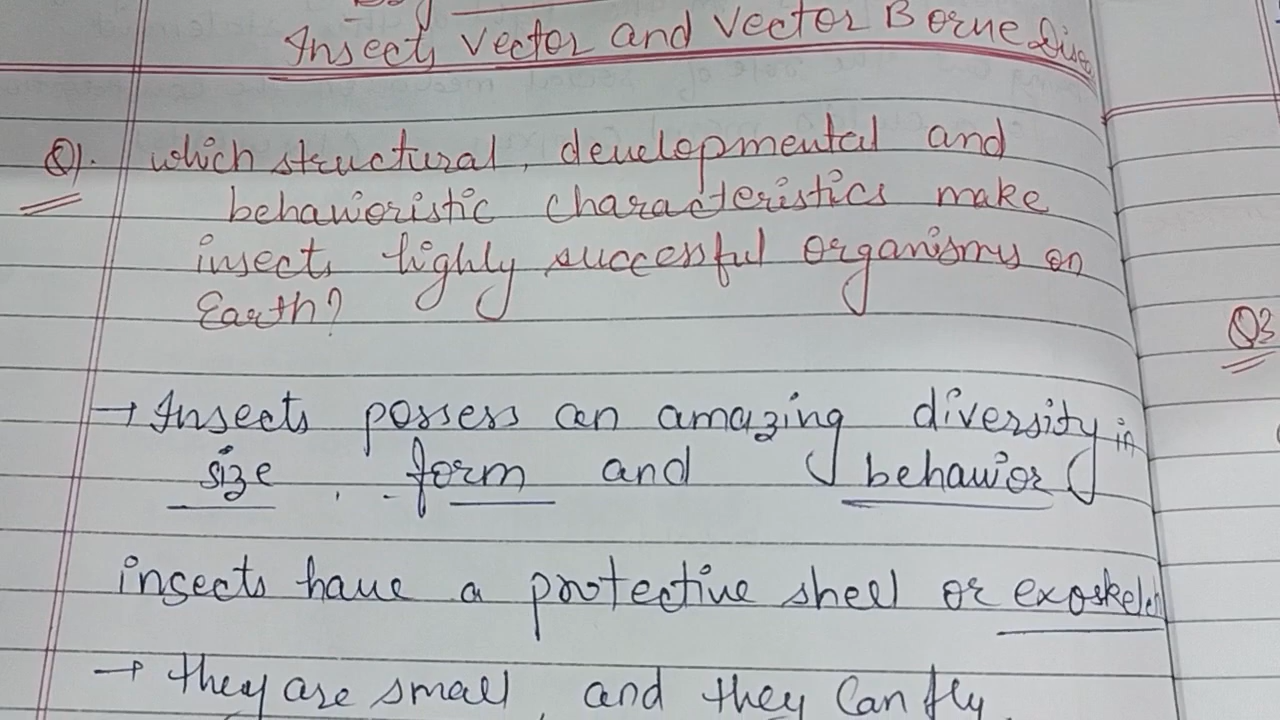 Insects Vector and Vector Borne
Q1. which structural, developmental and
behavioristic characteristics make
insects highly successful organisms on
Earth?
Q3
→ Insects possess an amazing diversity in
size, form and behavior
insects have a protective shell or
→ they are small, and they can fly.